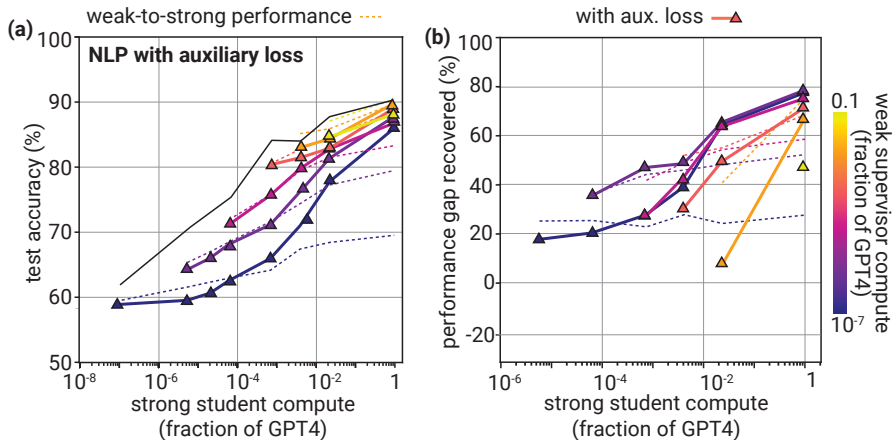 weak-to-strong performance
with aux. loss
(a)
NLP with auxiliary loss
test accuracy (%)
100
90
80
70
60
50
10-8
10-6
10-4
10-2
1
strong student compute
(fraction of GPT4)
(b)
performance gap recovered (%)
100
80
60
40
20
0
-20
10-6
10-4
10-2
1
strong student compute
(fraction of GPT4)
0.1
10-7
weak supervisor compute
(fraction of GPT4)